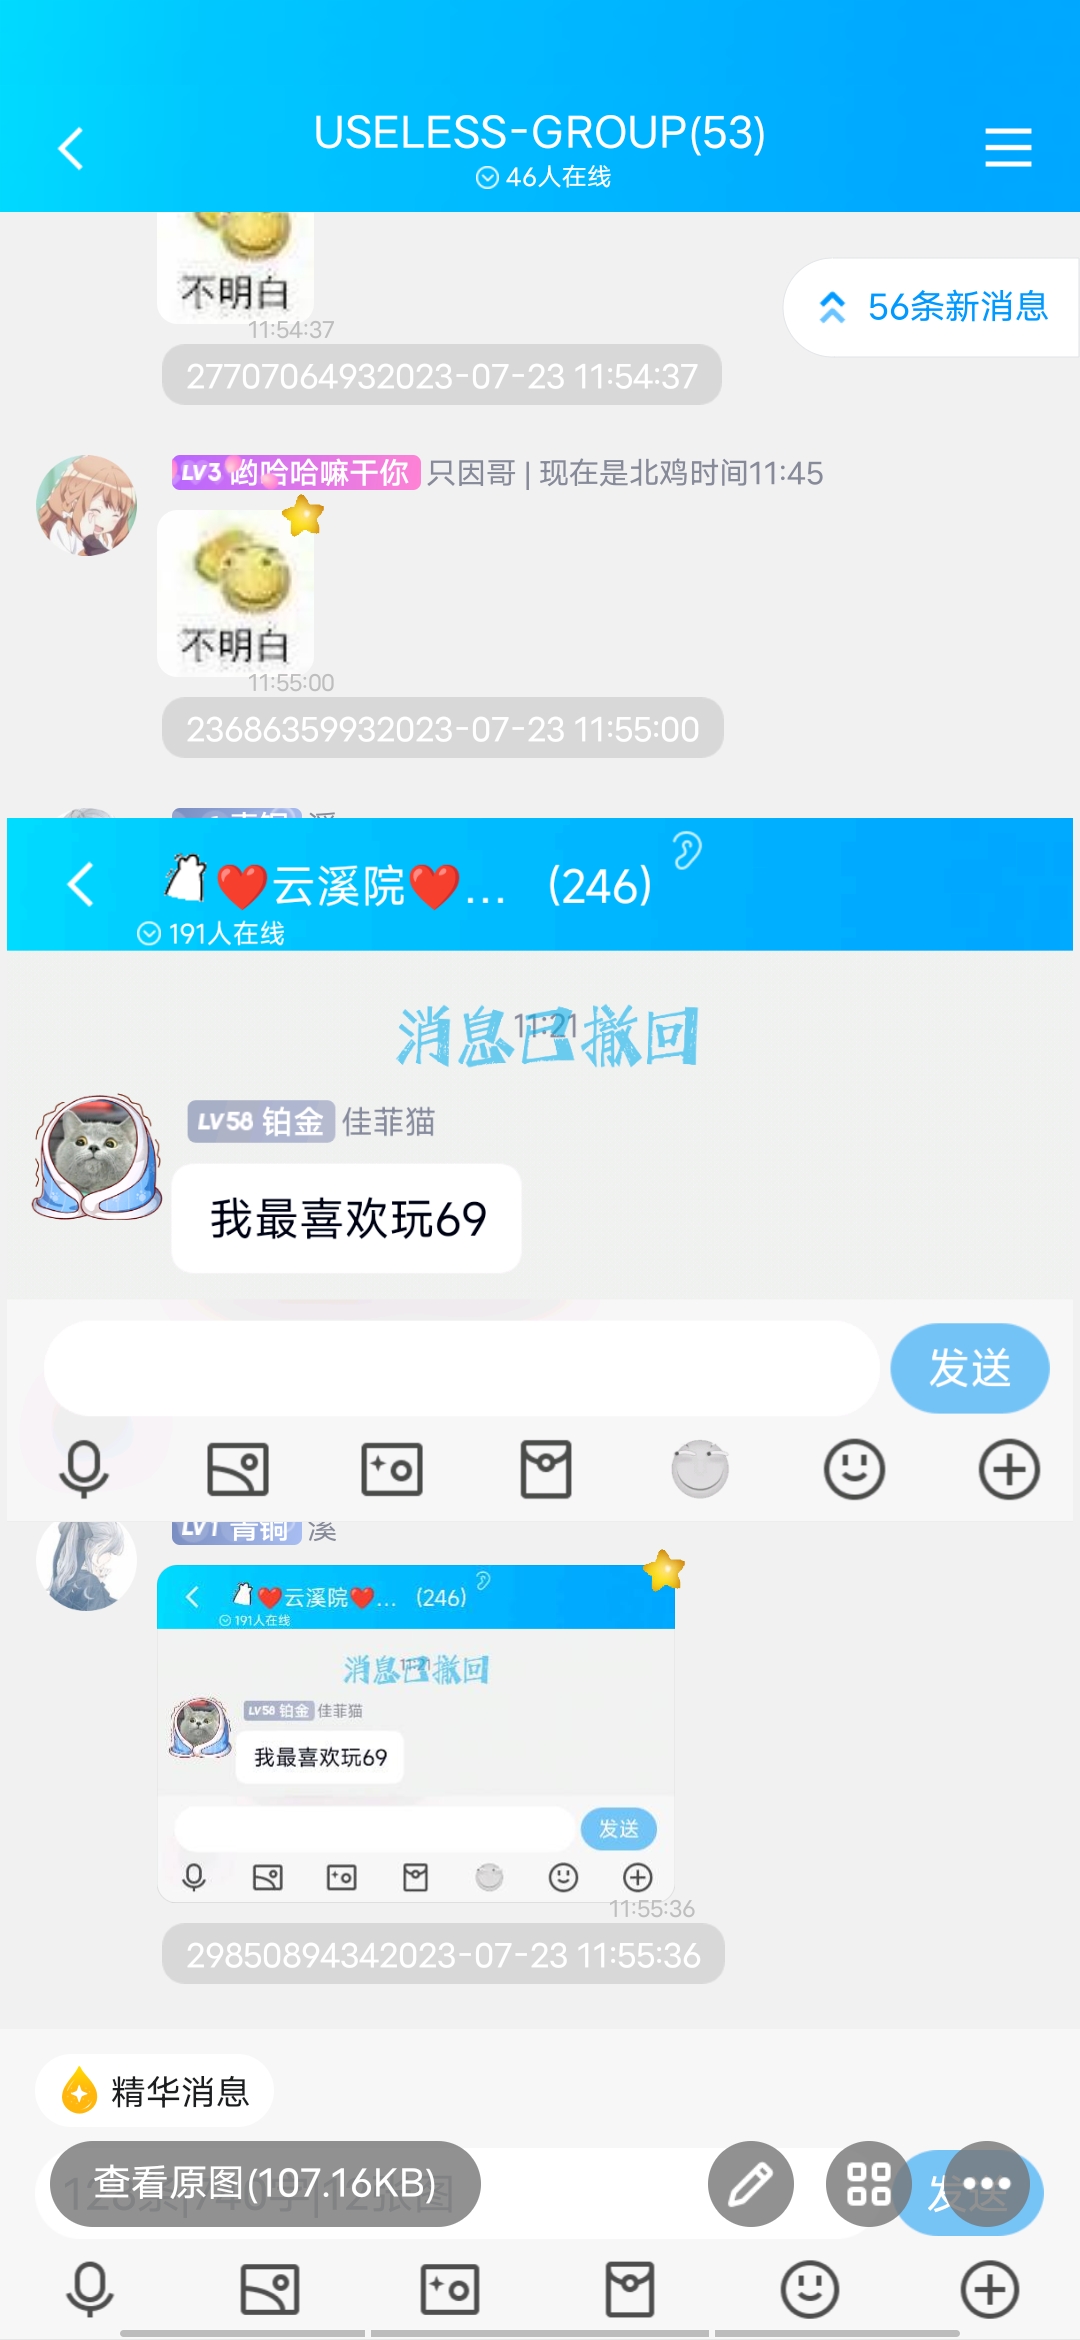 USELESS-GROUP(53)
46人在线
不明白
56条新消息
11:54:37
27707064932023-07-23 11:54:37
LV3 哟哈哈嘛干你 只因哥 | 现在是北鸡时间11:45
不明白
11:55:00
23686359932023-07-23 11:55:00
溪
❤️云溪院❤️... (246)
191人在线
11:21
消息已撤回
LV58 铂金 佳菲猫
我最喜欢玩69
发送
LV1 青铜 溪
❤️云溪院❤️... (246)
191人在线
11:21
消息已撤回
LV58 铂金 佳菲猫
我最喜欢玩69
发送
11:55:36
29850894342023-07-23 11:55:36
精华消息
查看原图(107.16KB)
发送